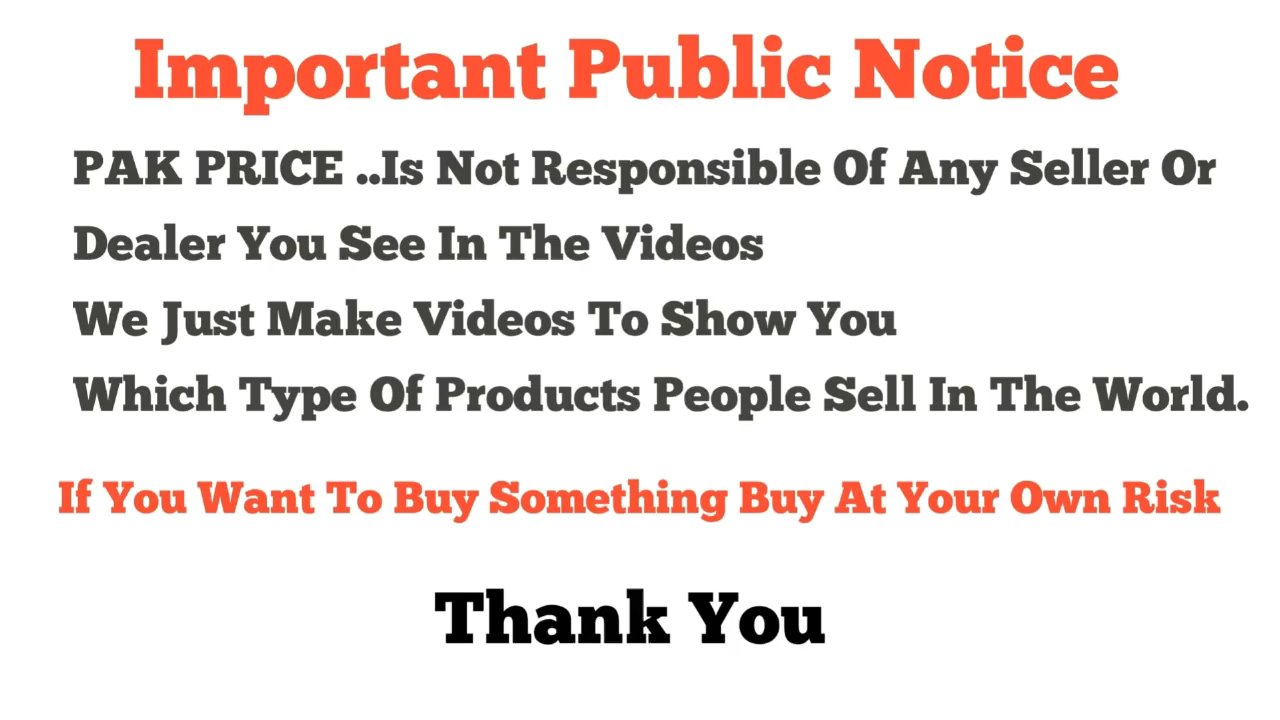 Important Public Notice
PAK PRICE ..Is Not Responsible Of Any Seller Or
Dealer You See In The Videos
We Just Make Videos To Show You
Which Type Of Products People Sell In The World.
If You Want To Buy Something Buy At Your Own Risk
Thank You